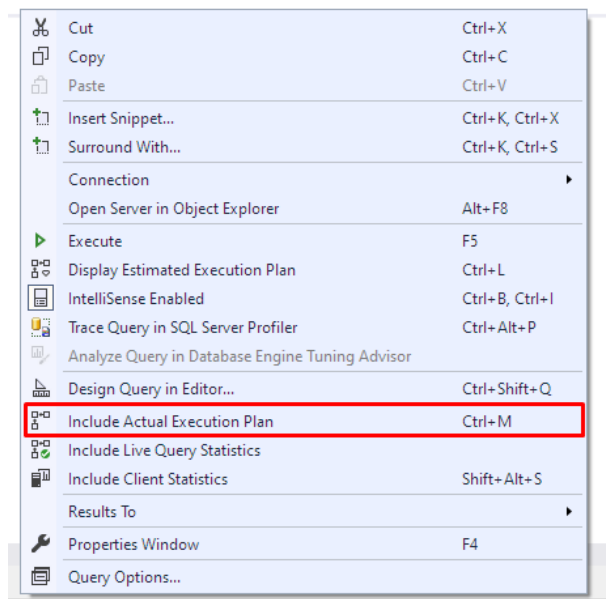 Cut Ctrl+X
Copy Ctrl+C
Paste Ctrl+V
Insert Snippet... Ctrl+K, Ctrl+X
Surround With... Ctrl+K, Ctrl+S
Connection
Open Server in Object Explorer Alt+F8
Execute F5
Display Estimated Execution Plan Ctrl+L
IntelliSense Enabled Ctrl+B, Ctrl+I
Trace Query in SQL Server Profiler Ctrl+Alt+P
Analyze Query in Database Engine Tuning Advisor
Design Query in Editor... Ctrl+Shift+Q
Include Actual Execution Plan Ctrl+M
Include Live Query Statistics
Include Client Statistics Shift+Alt+S
Results To
Properties Window F4
Query Options...